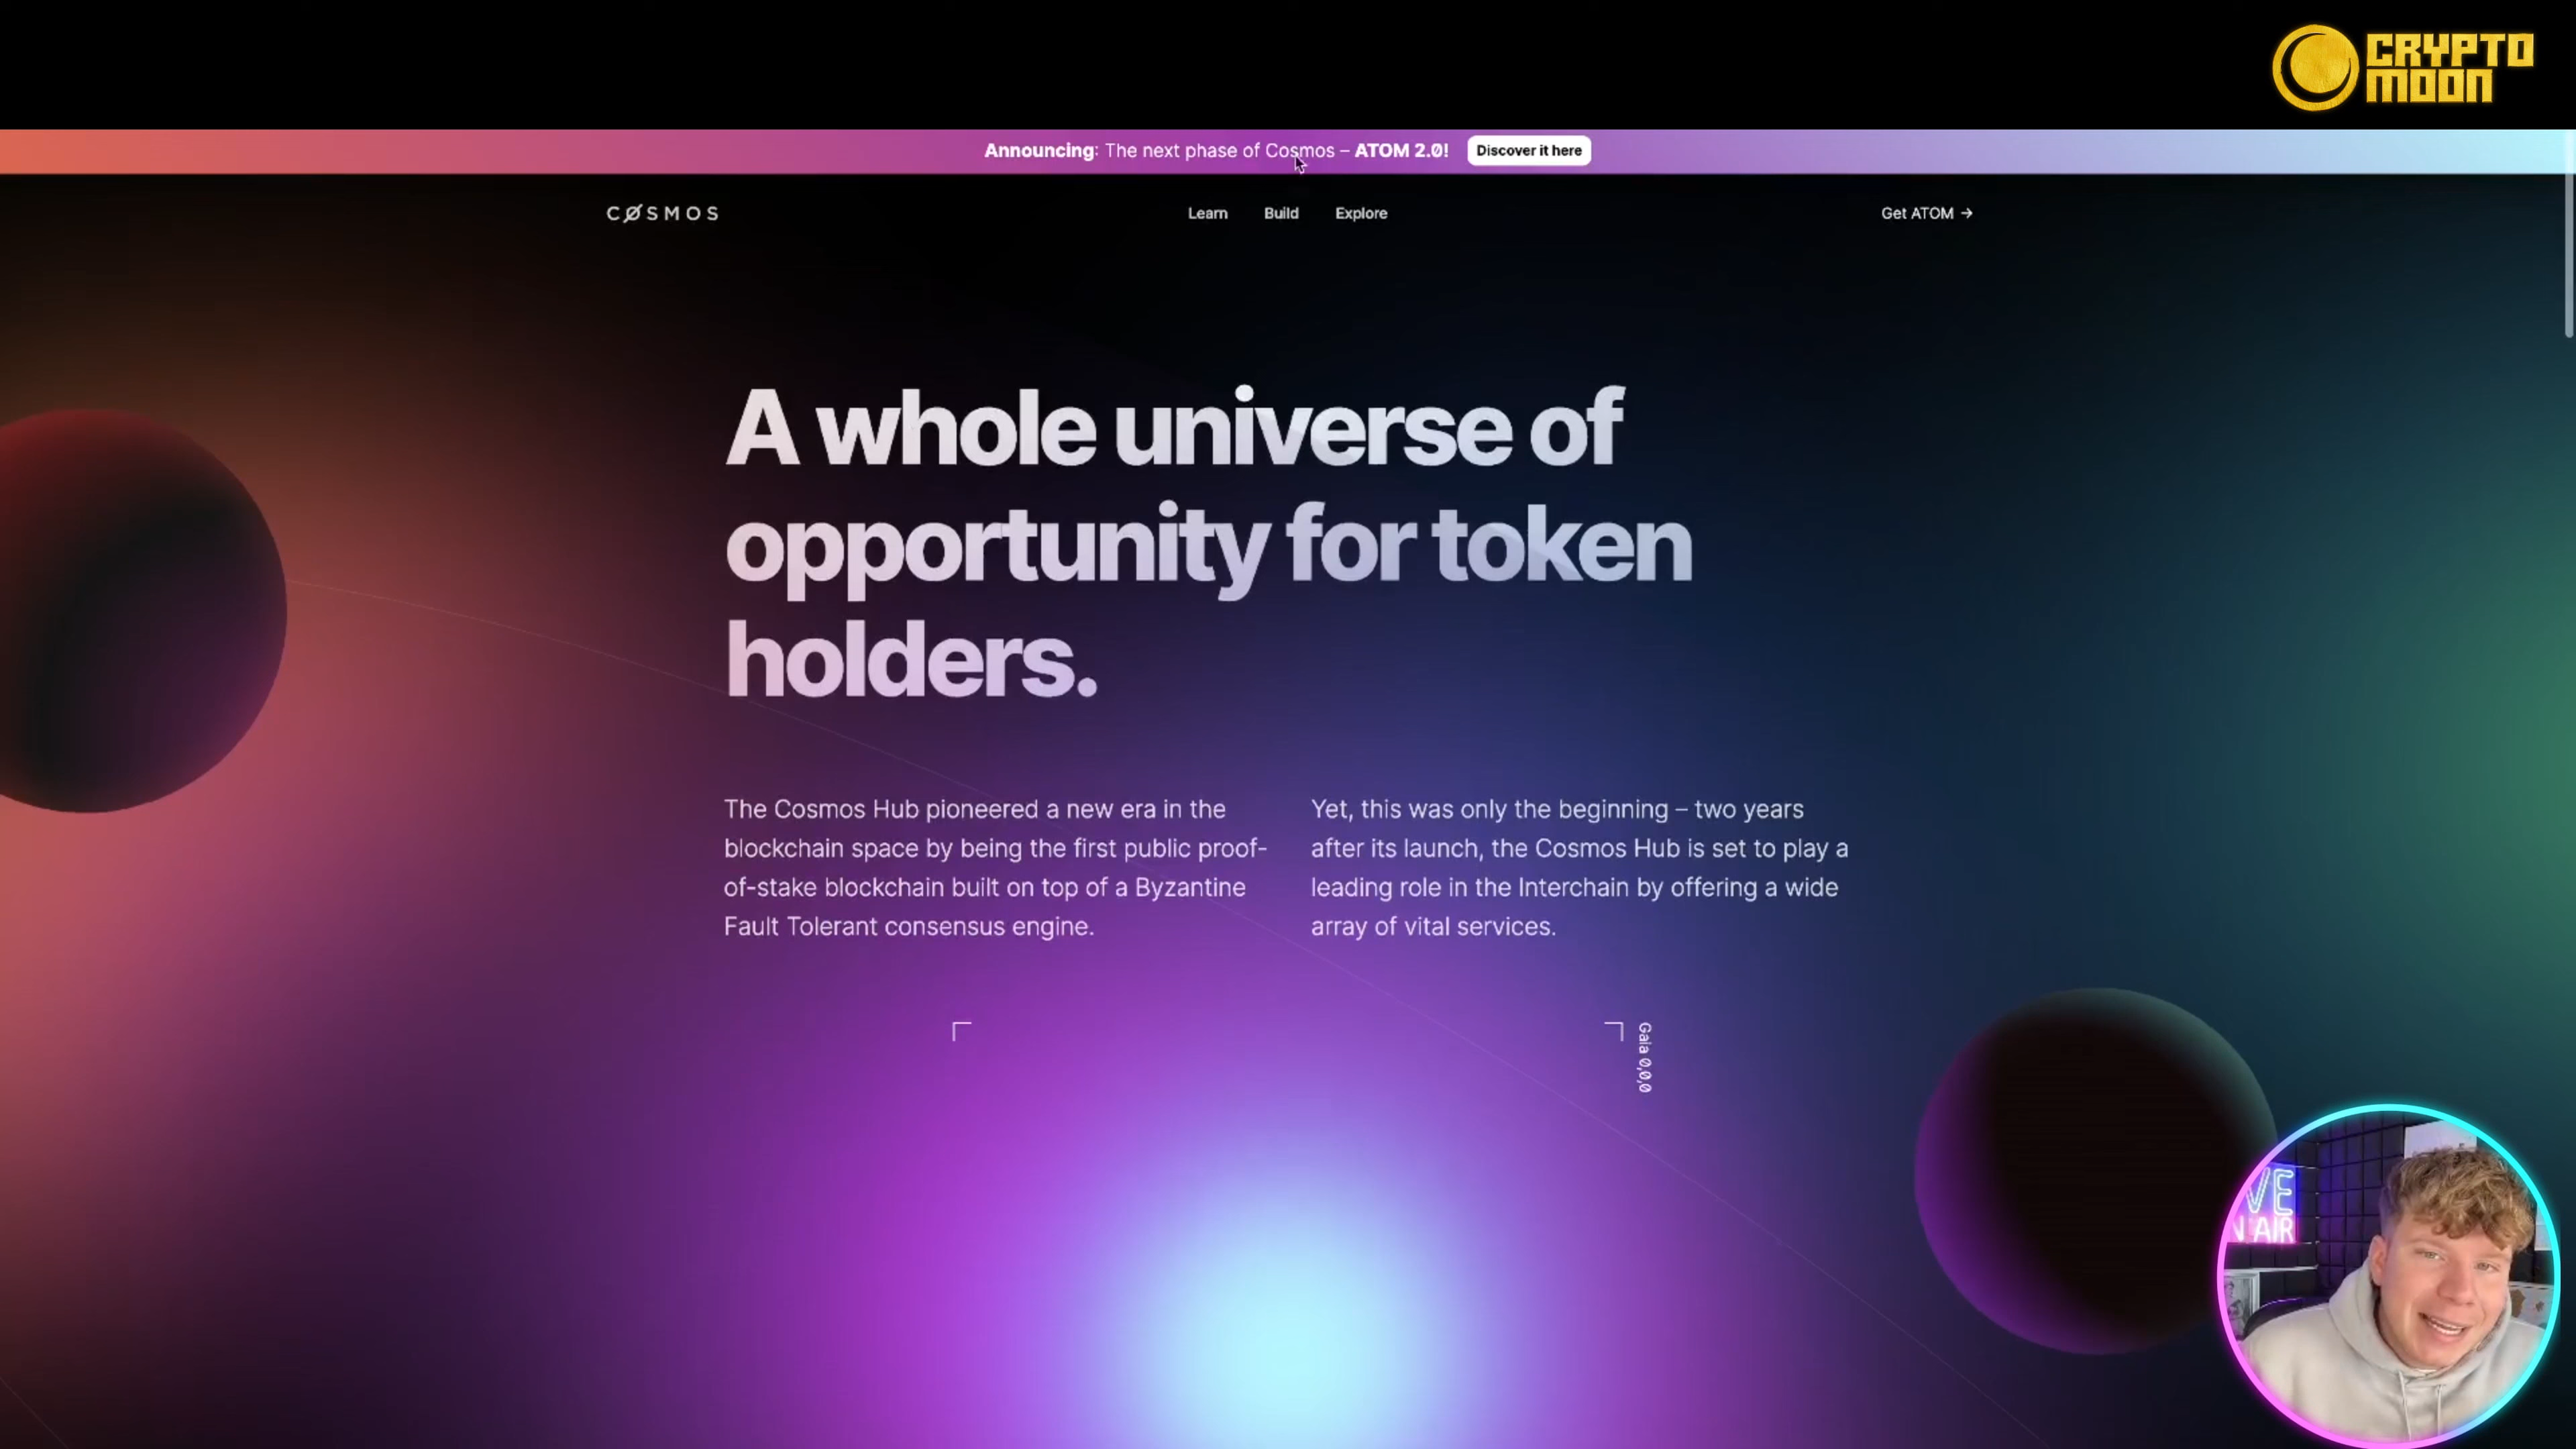 CRYPTO
MOON
Announcing: The next phase of Cosmos – ATOM 2.0! Discover it here
CØSMOS Learn Build Explore Get ATOM →
A whole universe of
opportunity for token
holders.
The Cosmos Hub pioneered a new era in the
blockchain space by being the first public proof-
of-stake blockchain built on top of a Byzantine
Fault Tolerant consensus engine.
Yet, this was only the beginning – two years
after its launch, the Cosmos Hub is set to play a
leading role in the Interchain by offering a wide
array of vital services.
Gaia 0,0,0
VE
N AIR